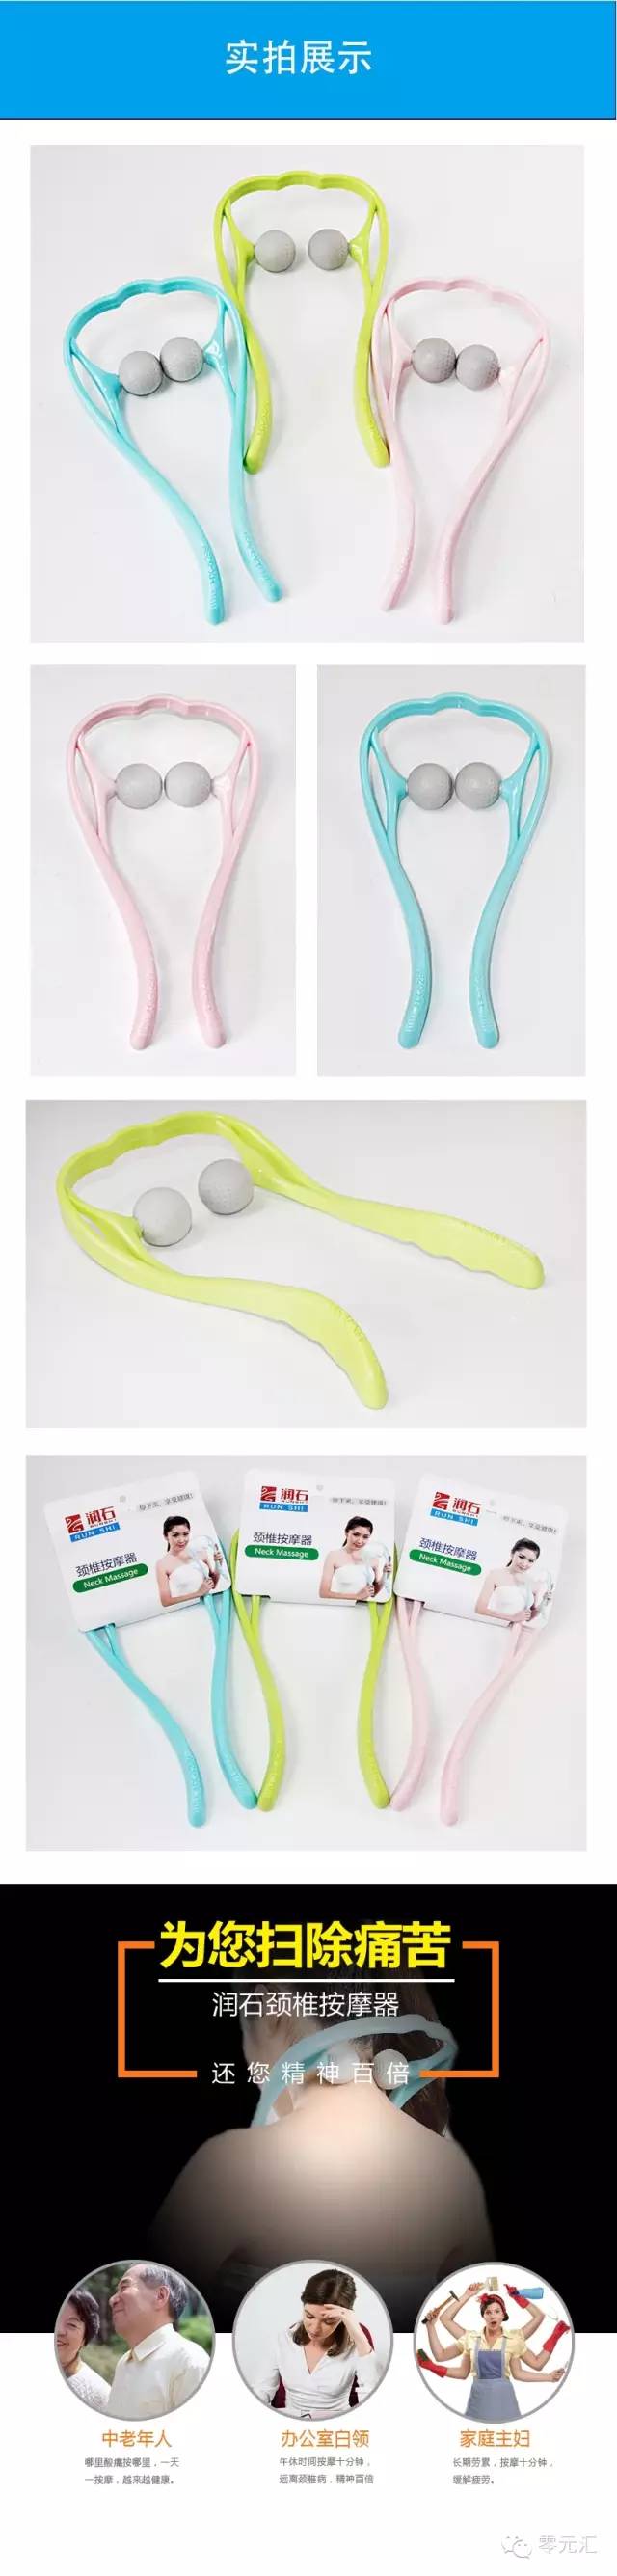 实拍展示
润石
RUN SHI
颈椎按摩器
Neck Massage
润石
RUN SHI
颈椎按摩器
Neck Massage
润石
RUN SHI
颈椎按摩器
Neck Massage
为您扫除痛苦
润石颈椎按摩器
还您精神百倍
中老年人
哪里酸痛按哪里，一天
一按摩，越来越健康。
办公室白领
午休时间按摩十分钟，
远离颈椎病，精神百倍
家庭主妇
长期劳累，按摩十分钟，
缓解疲劳。
零元汇